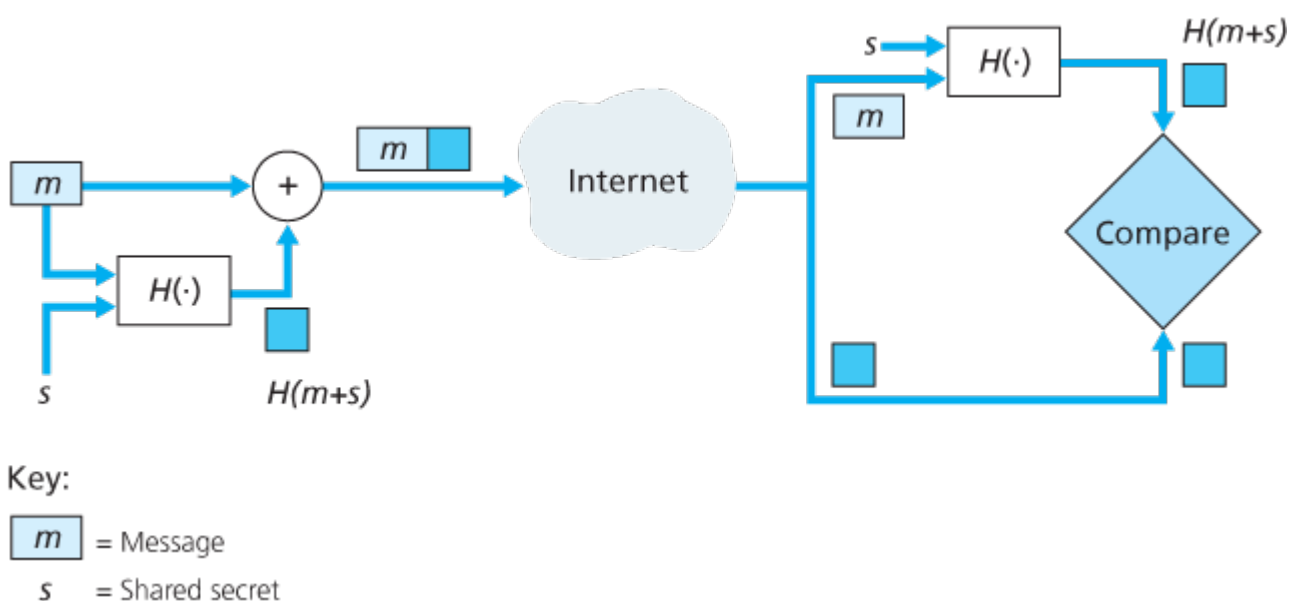 s
H(·)
H(m+s)
m
m
Internet
m
+
Compare
H(·)
s
H(m+s)
Key:
m = Message
s = Shared secret